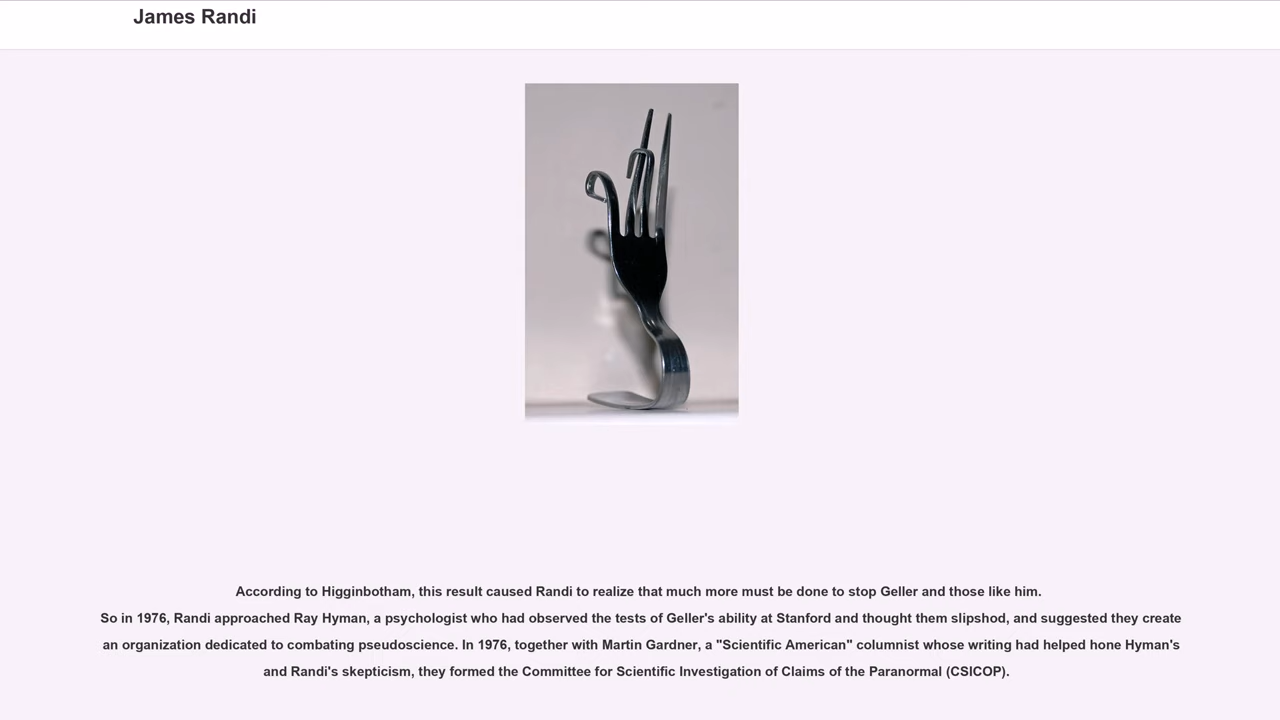 James Randi
According to Higginbotham, this result caused Randi to realize that much more must be done to stop Geller and those like him.
So in 1976, Randi approached Ray Hyman, a psychologist who had observed the tests of Geller's ability at Stanford and thought them slipshod, and suggested they create
an organization dedicated to combating pseudoscience. In 1976, together with Martin Gardner, a "Scientific American" columnist whose writing had helped hone Hyman's
and Randi's skepticism, they formed the Committee for Scientific Investigation of Claims of the Paranormal (CSICOP).